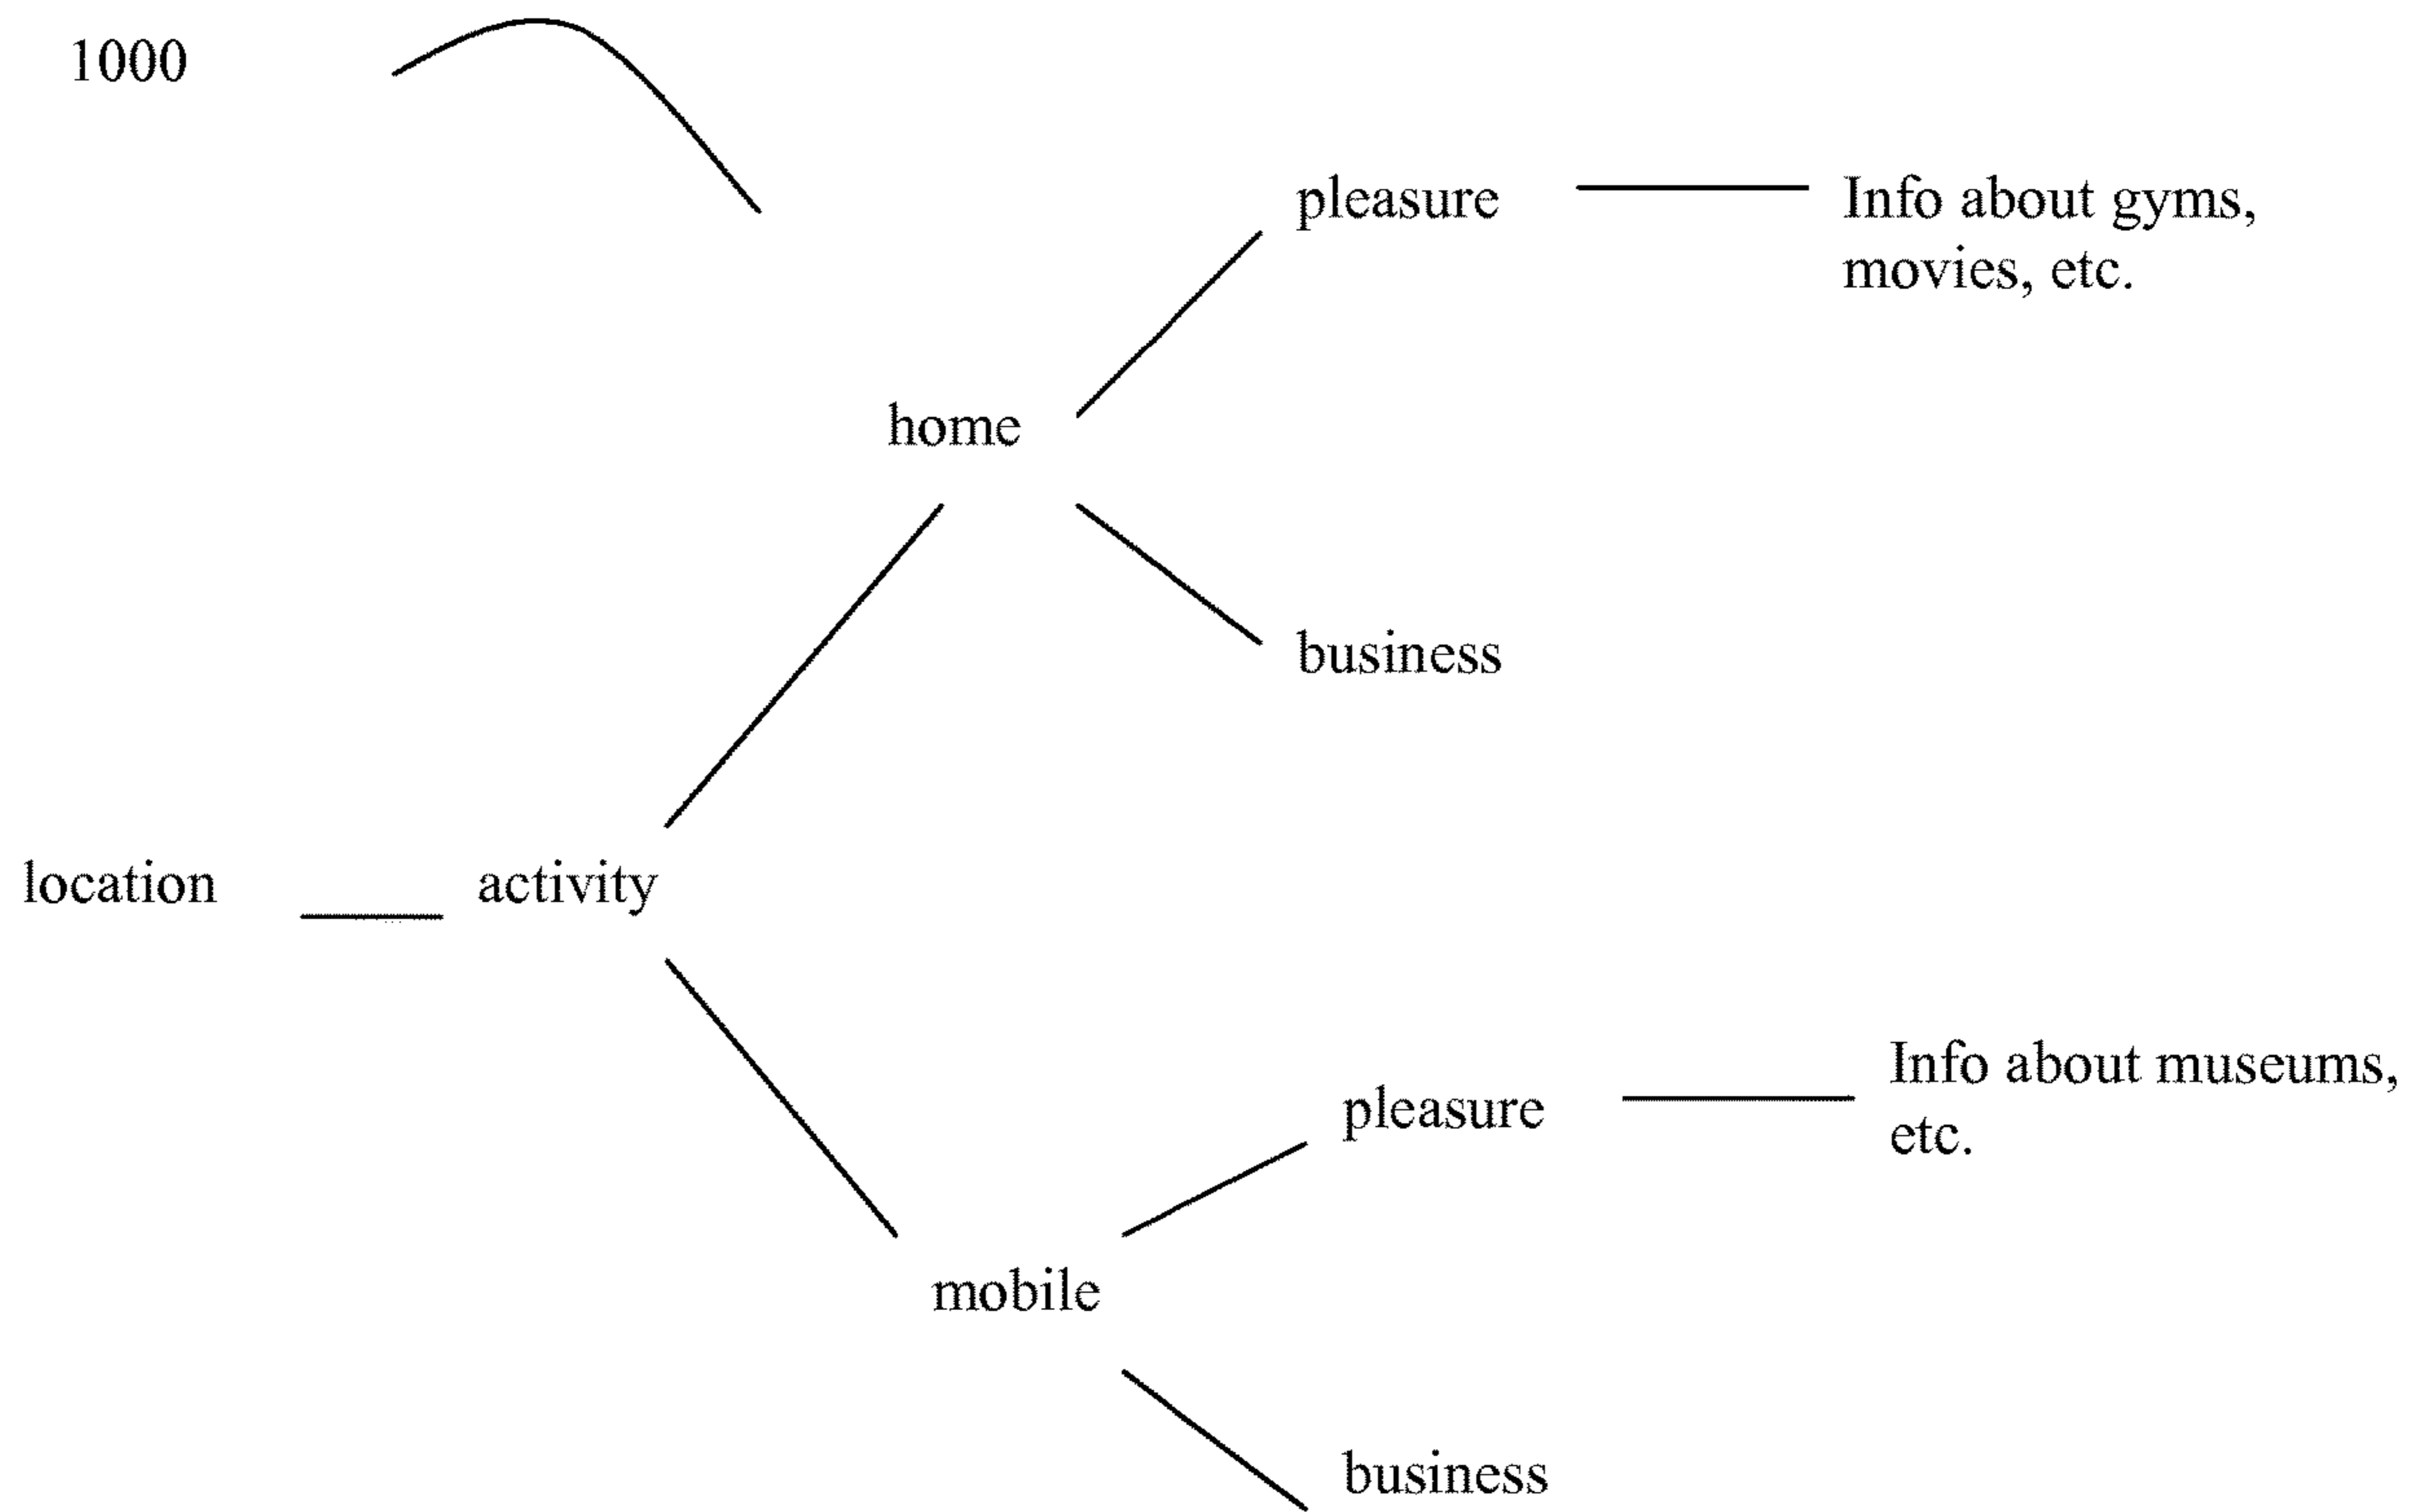 1000
pleasure
Info about gyms,
movies, etc.
home
business
location
activity
pleasure
Info about museums,
etc.
mobile
business